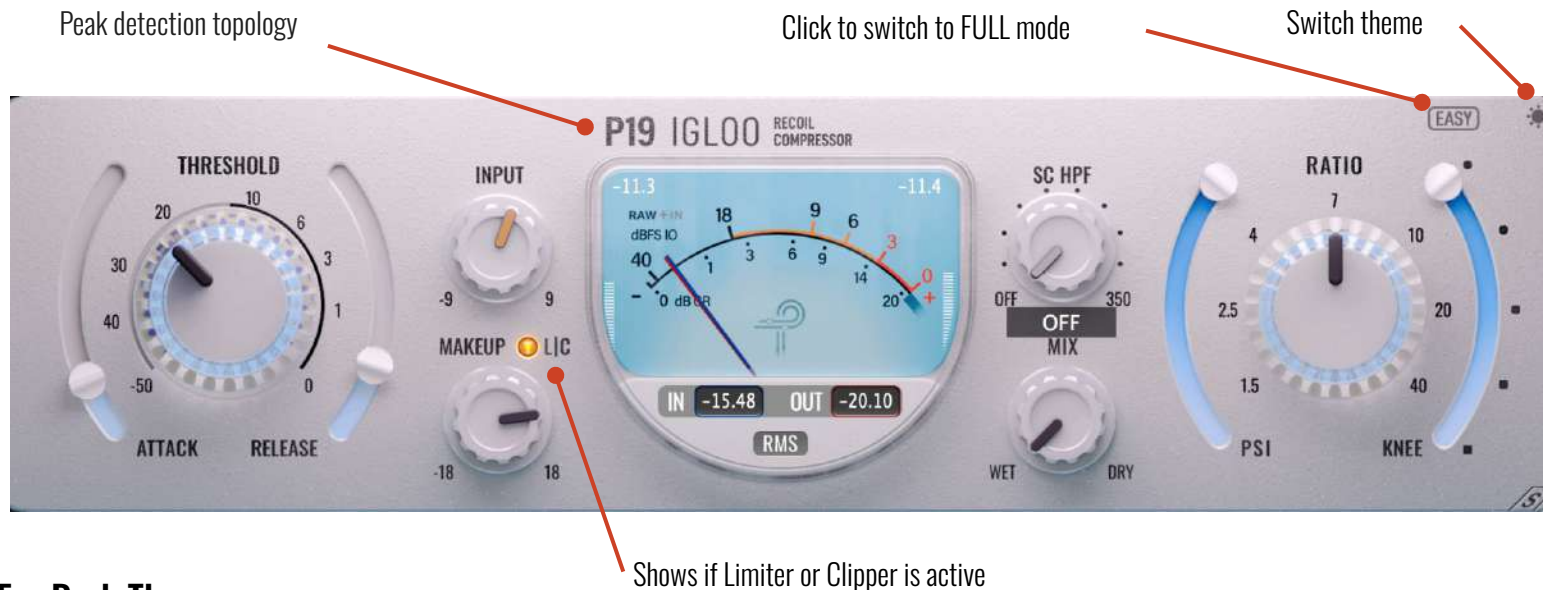 Peak detection topology
Click to switch to FULL mode
Switch theme
P19 IGLOO RECOIL
COMPRESSOR
EASY
THRESHOLD
50
40
30
20
10
6
3
1
0
ATTACK
RELEASE
INPUT
-9
9
MAKEUP
L|C
-18
18
-11.3
-11.4
RAW + IN
dBFS IO
40
18
9
6
3
0
-
+
0 dB GR
1
3
6
9
14
20
IN -15.48 OUT -20.10
RMS
SC HPF
OFF
350
OFF
MIX
WET
DRY
RATIO
1.5
2.5
4
7
10
20
40
PSI
KNEE
Shows if Limiter or Clipper is active